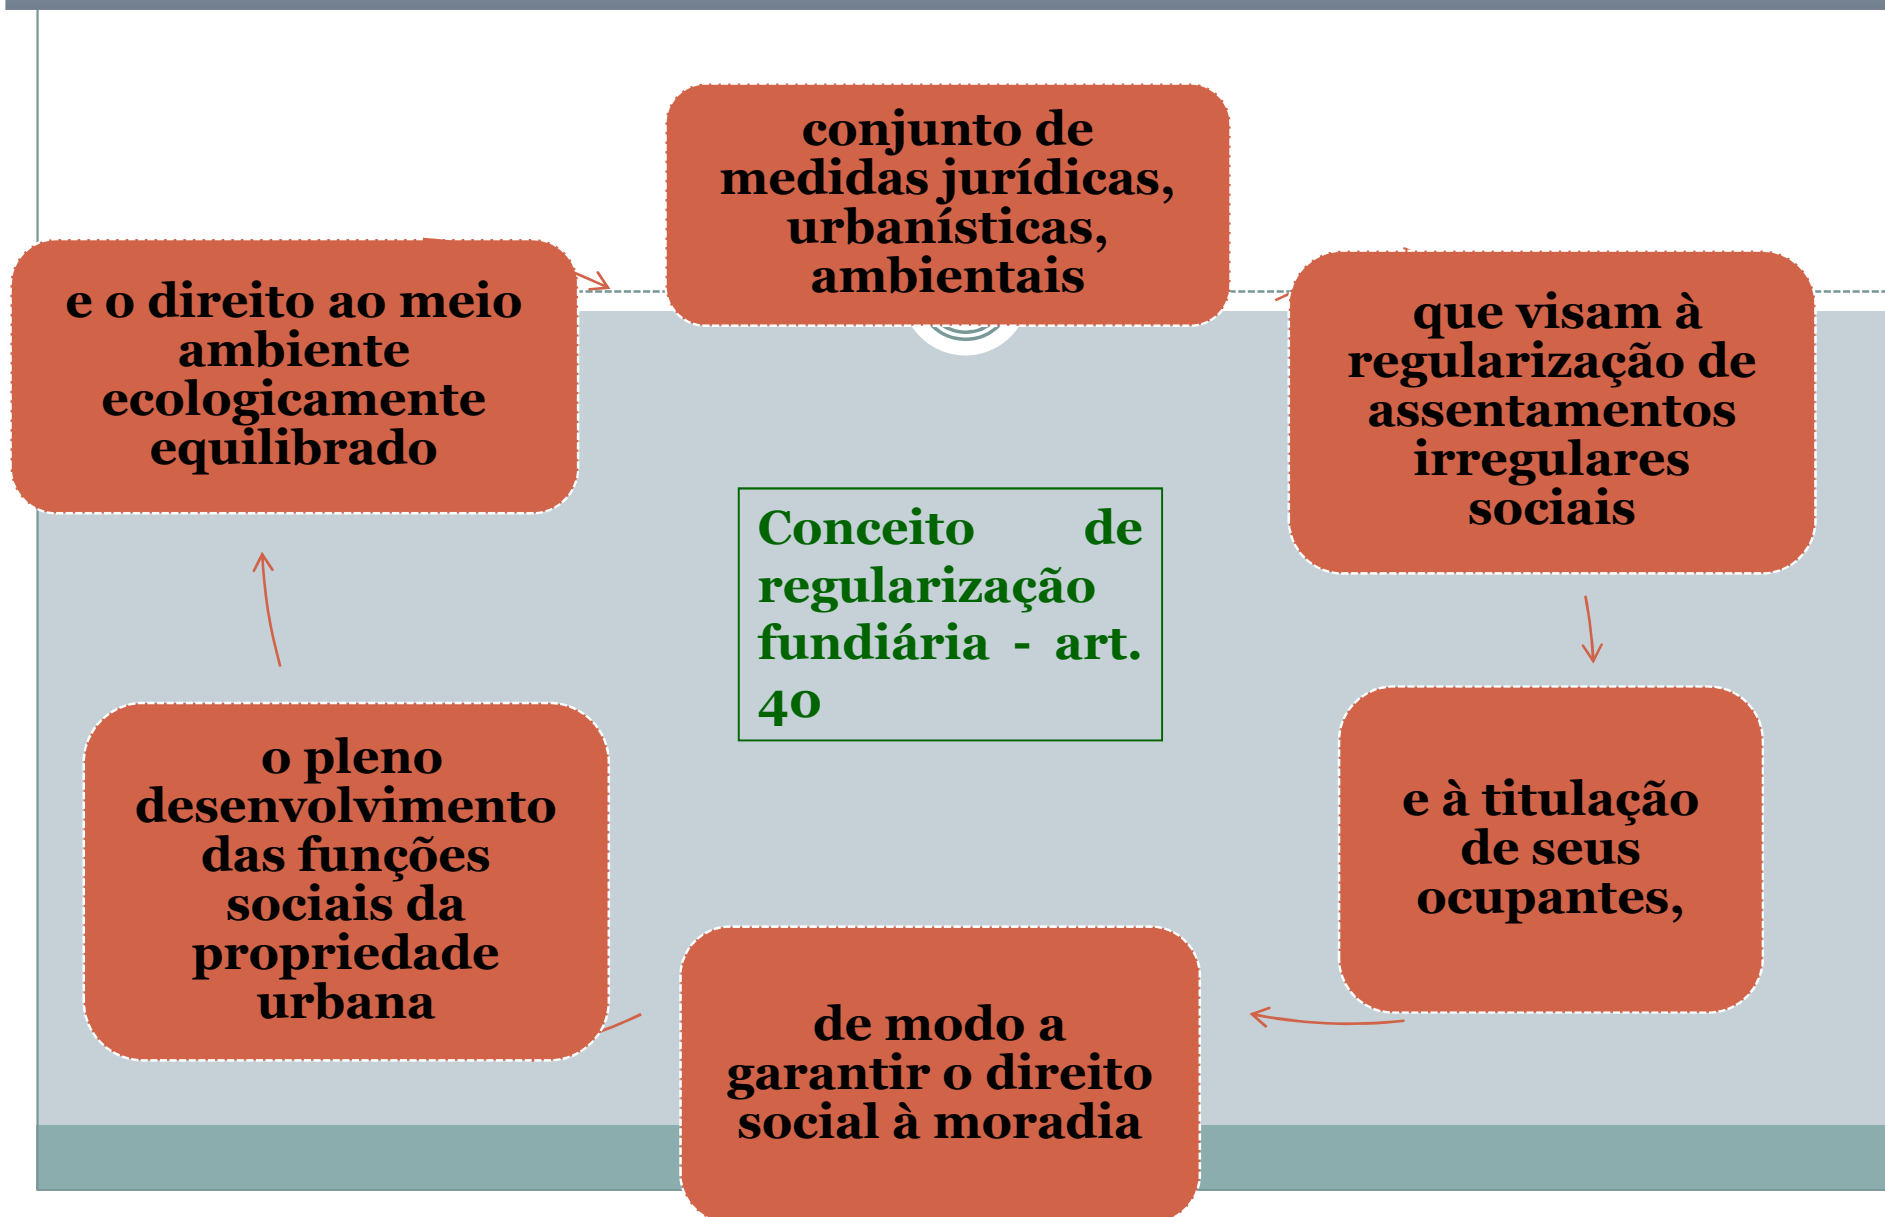 conjunto de
medidas jurídicas,
urbanísticas,
ambientais
que visam à
regularização de
assentamentos
irregulares
sociais
e à titulação
de seus
ocupantes,
de modo a
garantir o direito
social à moradia
o pleno
desenvolvimento
das funções
sociais da
propriedade
urbana
e o direito ao meio
ambiente
ecologicamente
equilibrado
Conceito de
regularização
fundiária - art.
40